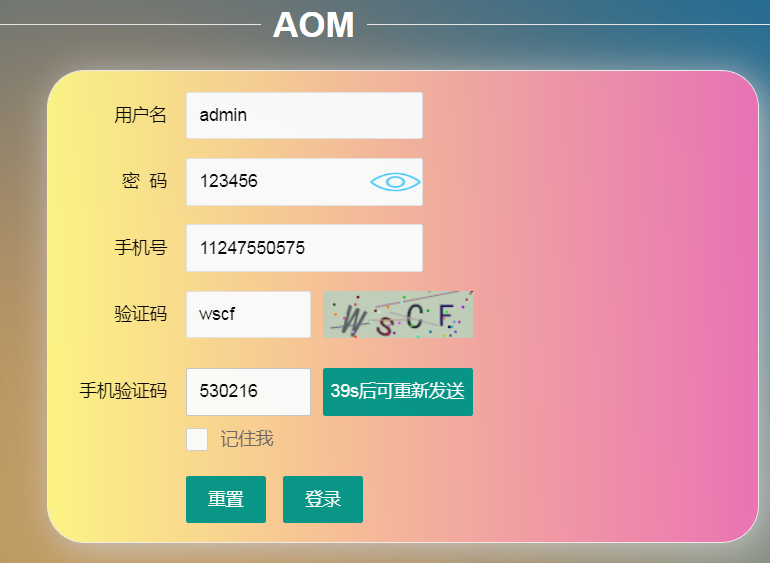 AOM
用户名 admin
密 码 123456
手机号 11247550575
验证码 wscf WsCF
手机验证码 530216 39s后可重新发送
记住我
重置 登录